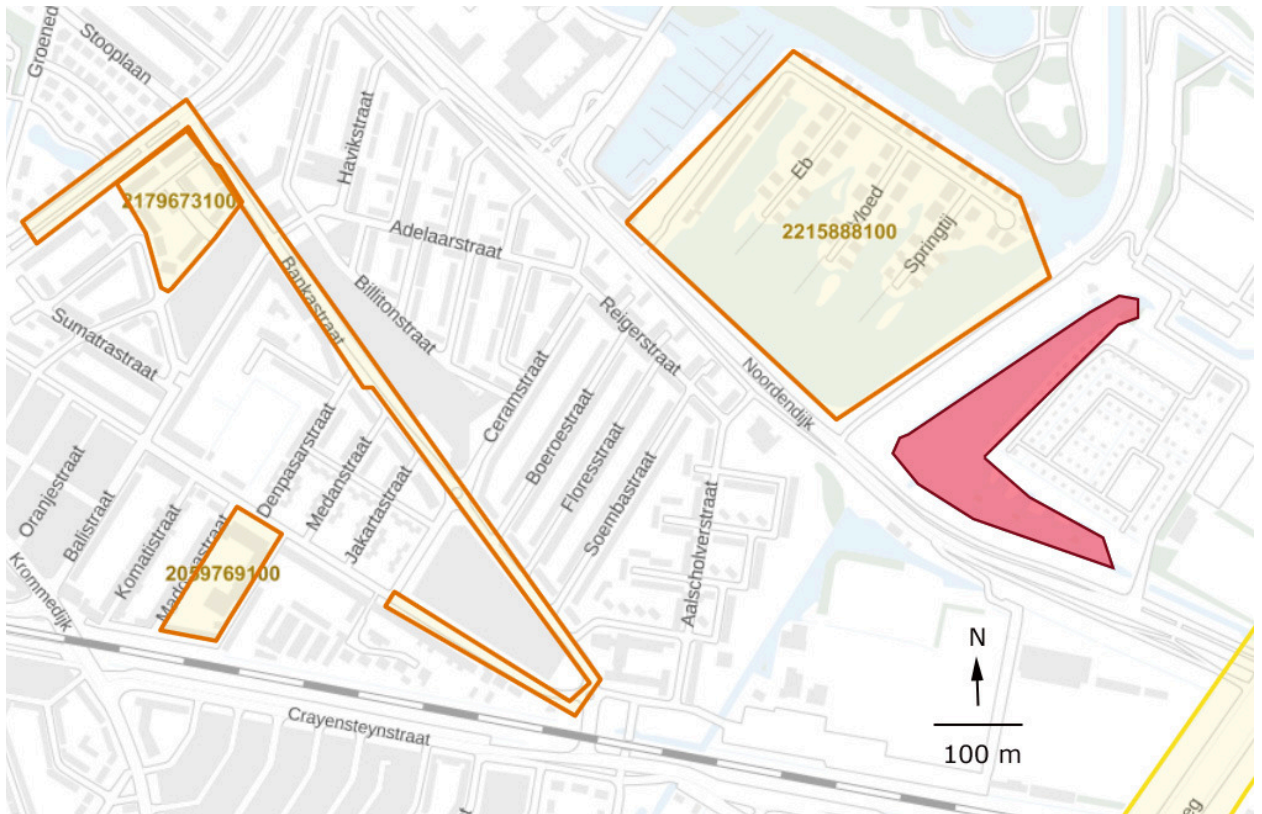 Groened
Stooplaan
Havikstraat
2179673100
Adelaarstraat
Eb
Vloed
Springtij
2215888100
Bankastraat
Billitonstraat
Reigerstraat
Sumatrastraat
Noordendijk
Ceramstraat
Boeroestraat
Floresstraat
Soembastraat
Denpasarstraat
Medanstraat
Jakartastraat
Oranjestraat
Balistraat
Komatistraat
Aalscholverstraat
2059769100
Krommedijk
N
100 m
Crayensteynstraat
eg